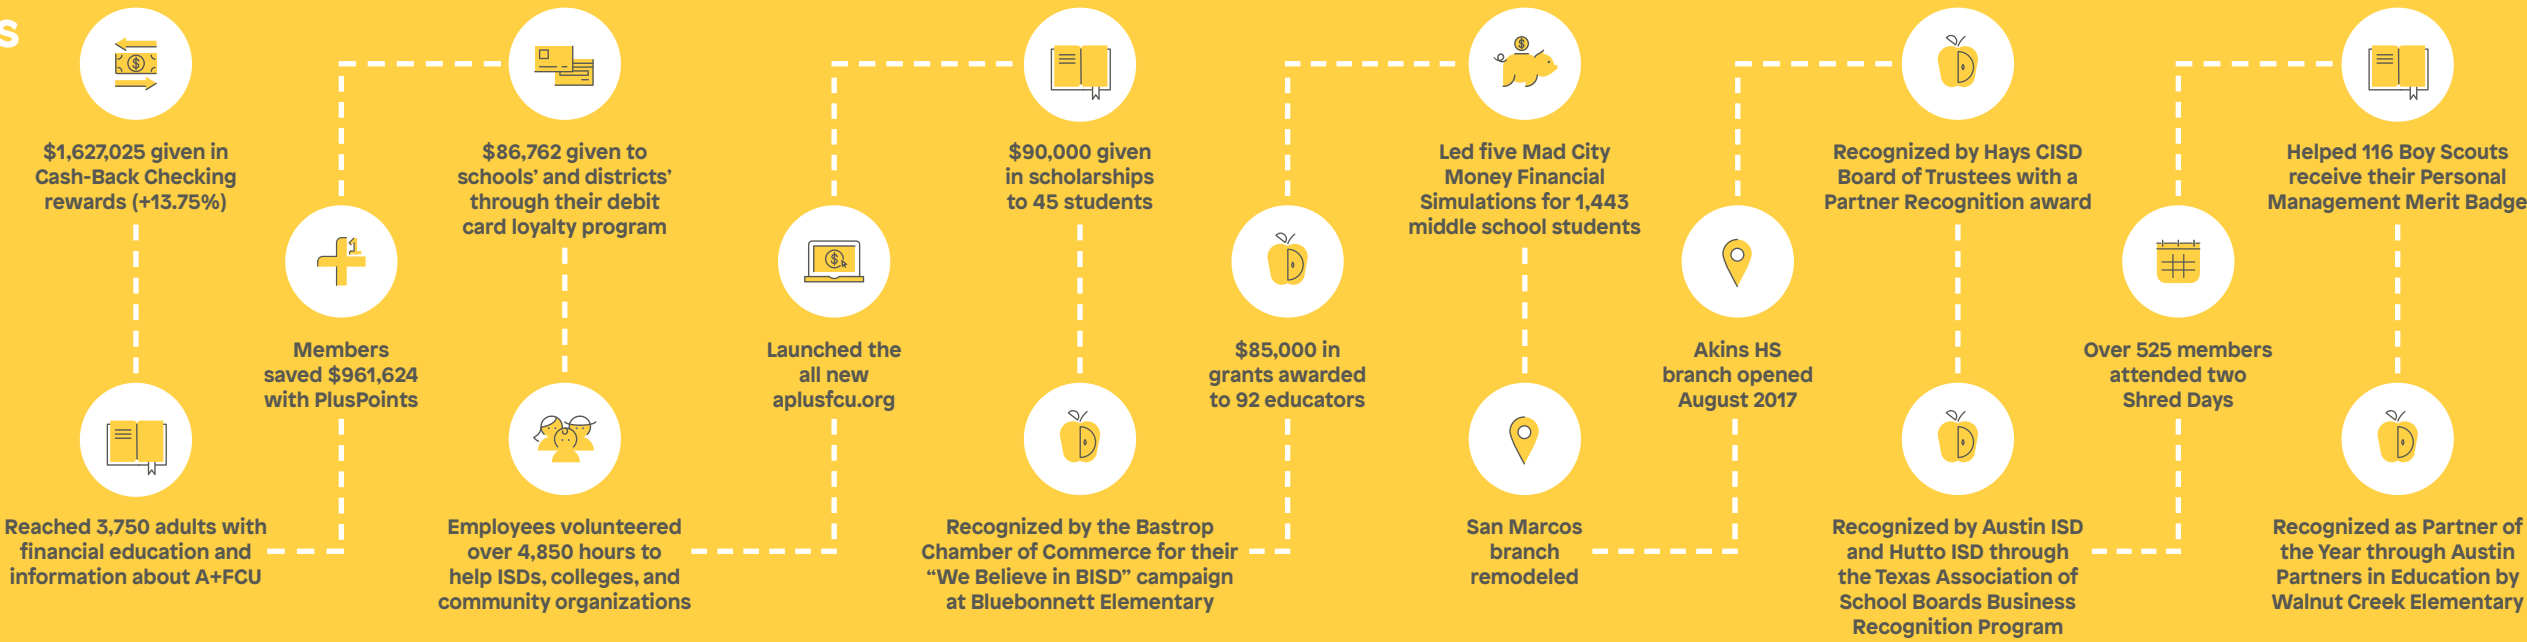 s
$1,627,025 given in
Cash-Back Checking
rewards (+13.75%)
Reached 3,750 adults with
financial education and
information about A+FCU
1
Members
saved $961,624
with PlusPoints
$86,762 given to
schools’ and districts’
through their debit
card loyalty program
Employees volunteered
over 4,850 hours to
help ISDs, colleges, and
community organizations
Launched the
all new
aplusfcu.org
$90,000 given
in scholarships
to 45 students
Recognized by the Bastrop
Chamber of Commerce for their
“We Believe in BISD” campaign
at Bluebonnett Elementary
$85,000 in
grants awarded
to 92 educators
Led five Mad City
Money Financial
Simulations for 1,443
middle school students
San Marcos
branch
remodeled
Akins HS
branch opened
August 2017
Recognized by Hays CISD
Board of Trustees with a
Partner Recognition award
Recognized by Austin ISD
and Hutto ISD through
the Texas Association of
School Boards Business
Recognition Program
Over 525 members
attended two
Shred Days
Helped 116 Boy Scouts
receive their Personal
Management Merit Badge
Recognized as Partner of
the Year through Austin
Partners in Education by
Walnut Creek Elementary